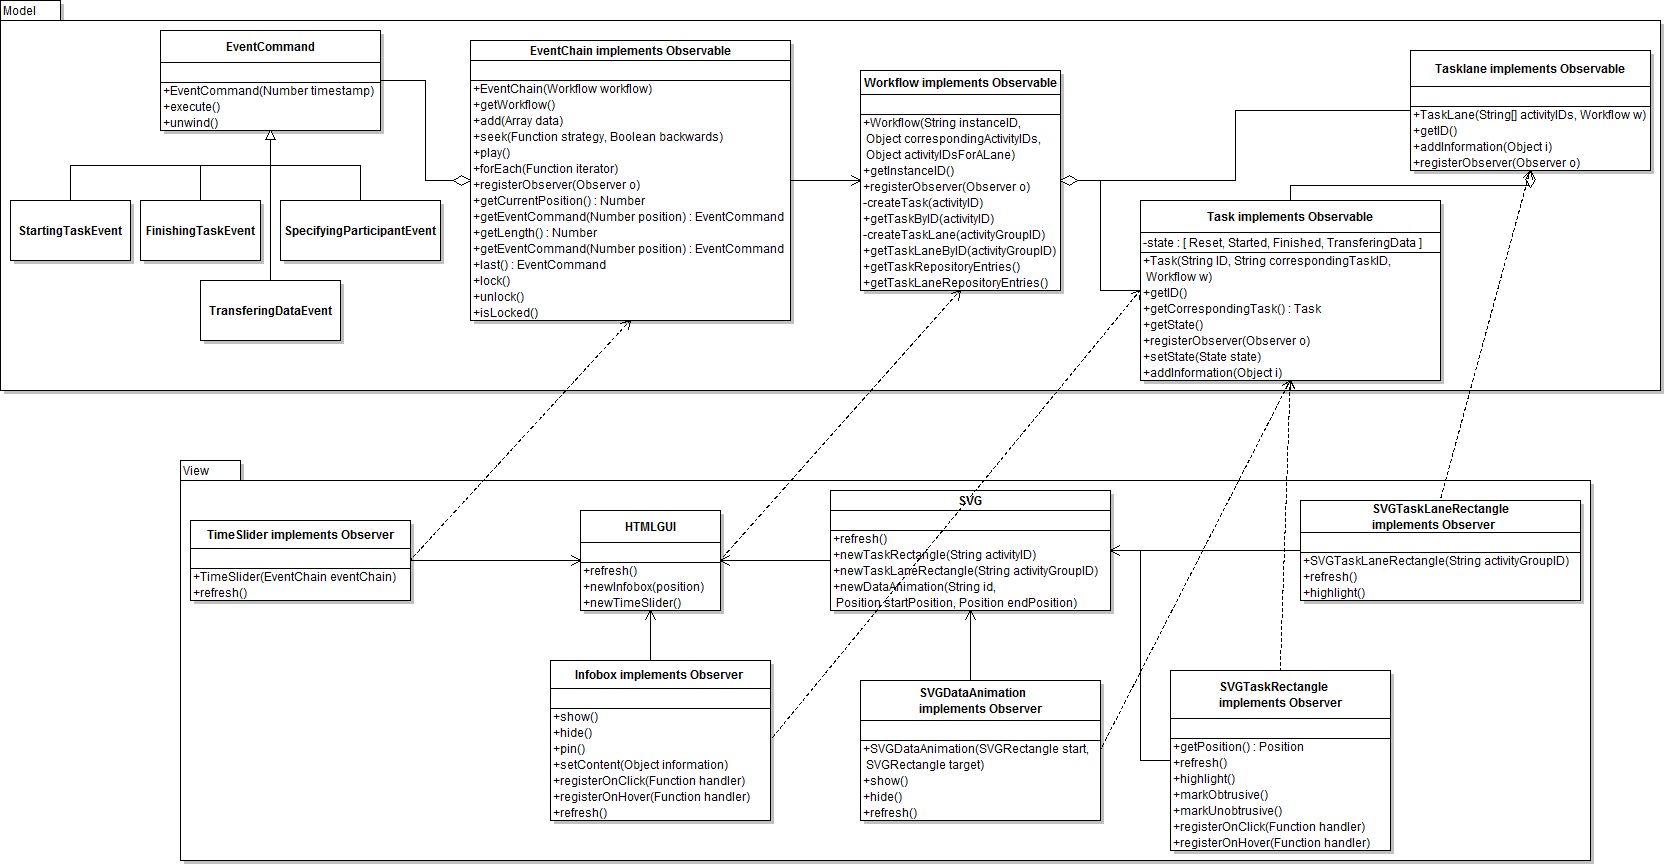 Model
EventCommand
+EventCommand(Number timestamp)
+execute()
+unwind()
StartingTaskEvent
FinishingTaskEvent
SpecifyingParticipantEvent
TransferingDataEvent
EventChain implements Observable
+EventChain(Workflow workflow)
+getWorkflow()
+add(Array data)
+seek(Function strategy, Boolean backwards)
+play()
+forEach(Function iterator)
+registerObserver(Observer o)
+getCurrentPosition() : Number
+getEventCommand(Number position) : EventCommand
+getLength() : Number
+getEventCommand(Number position) : EventCommand
+last() : EventCommand
+lock()
+unlock()
+isLocked()
Workflow implements Observable
+Workflow(String instanceID,
Object correspondingActivityIDs,
Object activityIDsForALane)
+getInstanceID()
+registerObserver(Observer o)
-createTask(activityID)
+getTaskByID(activityID)
-createTaskLane(activityGroupID)
+getTaskLaneByID(activityGroupID)
+getTaskRepositoryEntries()
+getTaskLaneRepositoryEntries()
Tasklane implements Observable
+TaskLane(String[] activityIDs, Workflow w)
+getID()
+addInformation(Object i)
+registerObserver(Observer o)
Task implements Observable
-state : [ Reset, Started, Finished, TransferingData ]
+Task(String ID, String correspondingTaskID,
Workflow w)
+getID()
+getCorrespondingTask() : Task
+getState()
+registerObserver(Observer o)
+setState(State state)
+addInformation(Object i)
View
TimeSlider implements Observer
+TimeSlider(EventChain eventChain)
+refresh()
HTMLGUI
+refresh()
+newInfobox(position)
+newTimeSlider()
SVG
+refresh()
+newTaskRectangle(String activityID)
+newTaskLaneRectangle(String activityGroupID)
+newDataAnimation(String id,
Position startPosition, Position endPosition)
SVGTaskLaneRectangle
implements Observer
+SVGTaskLaneRectangle(String activityGroupID)
+refresh()
+highlight()
Infobox implements Observer
+show()
+hide()
+pin()
+setContent(Object information)
+registerOnClick(Function handler)
+registerOnHover(Function handler)
+refresh()
SVGDataAnimation
implements Observer
+SVGDataAnimation(SVGRectangle start,
SVGRectangle target)
+show()
+hide()
+refresh()
SVGTaskRectangle
implements Observer
+getPosition() : Position
+refresh()
+highlight()
+markObtrusive()
+markUnobtrusive()
+registerOnClick(Function handler)
+registerOnHover(Function handler)